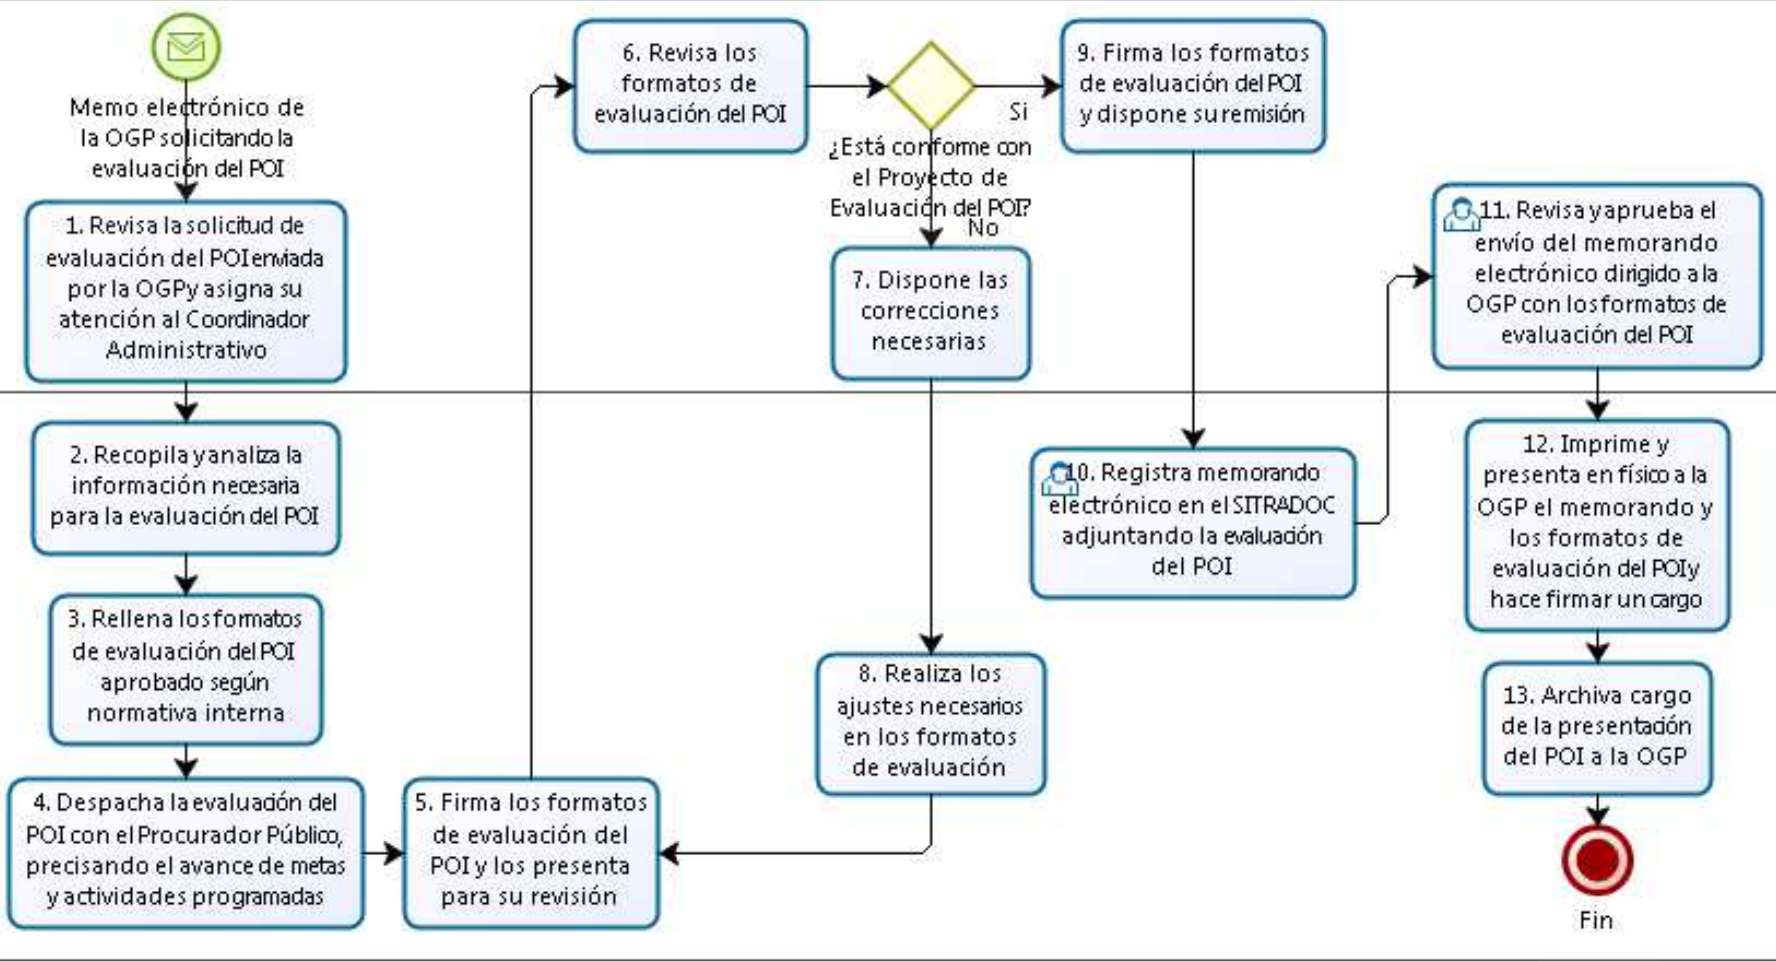 Memo electrónico de
la OGP solicitando la
evaluación del POI
1. Revisa la solicitud de
evaluación del POI enviada
por la OGP y asigna su
atención al Coordinador
Administrativo
2. Recopila y analiza la
información necesaria
para la evaluación del POI
3. Rellena los formatos
de evaluación del POI
aprobado según
normativa interna
4. Despacha la evaluación del
POI con el Procurador Público,
precisando el avance de metas
y actividades programadas
5. Firma los formatos
de evaluación del
POI y los presenta
para su revisión
6. Revisa los
formatos de
evaluación del POI
Si
¿Está conforme con
el Proyecto de
Evaluación del POI?
No
7. Dispone las
correcciones
necesarias
8. Realiza los
ajustes necesarios
en los formatos
de evaluación
9. Firma los formatos
de evaluación del POI
y dispone su remisión
10. Registra memorando
electrónico en el SITRADOC
adjuntando la evaluación
del POI
11. Revisa y aprueba el
envío del memorando
electrónico dirigido a la
OGP con los formatos de
evaluación del POI
12. Imprime y
presenta en físico a la
OGP el memorando y
los formatos de
evaluación del POI y
hace firmar un cargo
13. Archiva cargo
de la presentación
del POI a la OGP
Fin